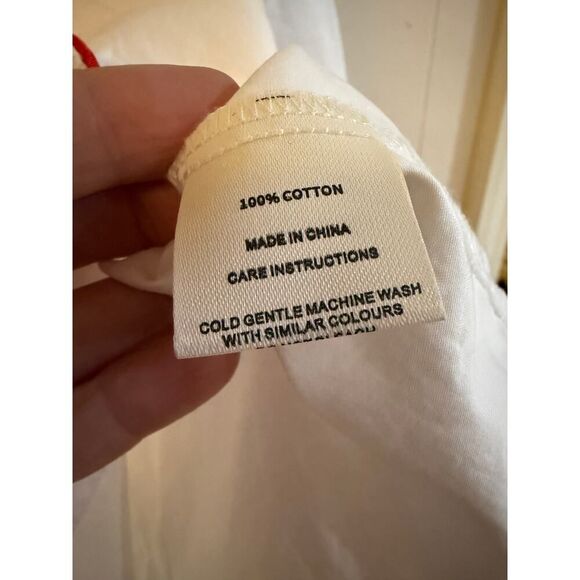 100% COTTON
MADE IN CHINA
CARE INSTRUCTIONS
COLD GENTLE MACHINE WASH
WITH SIMILAR COLOURS